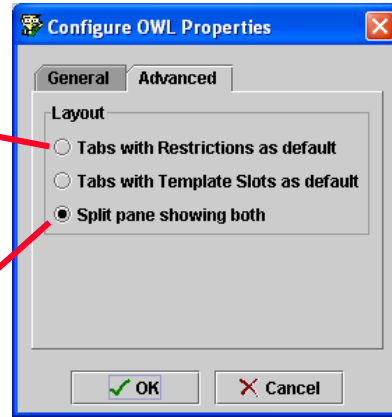 Configure OWL Properties
General Advanced
Layout
Tabs with Restrictions as default
Tabs with Template Slots as default
Split pane showing both
OK Cancel